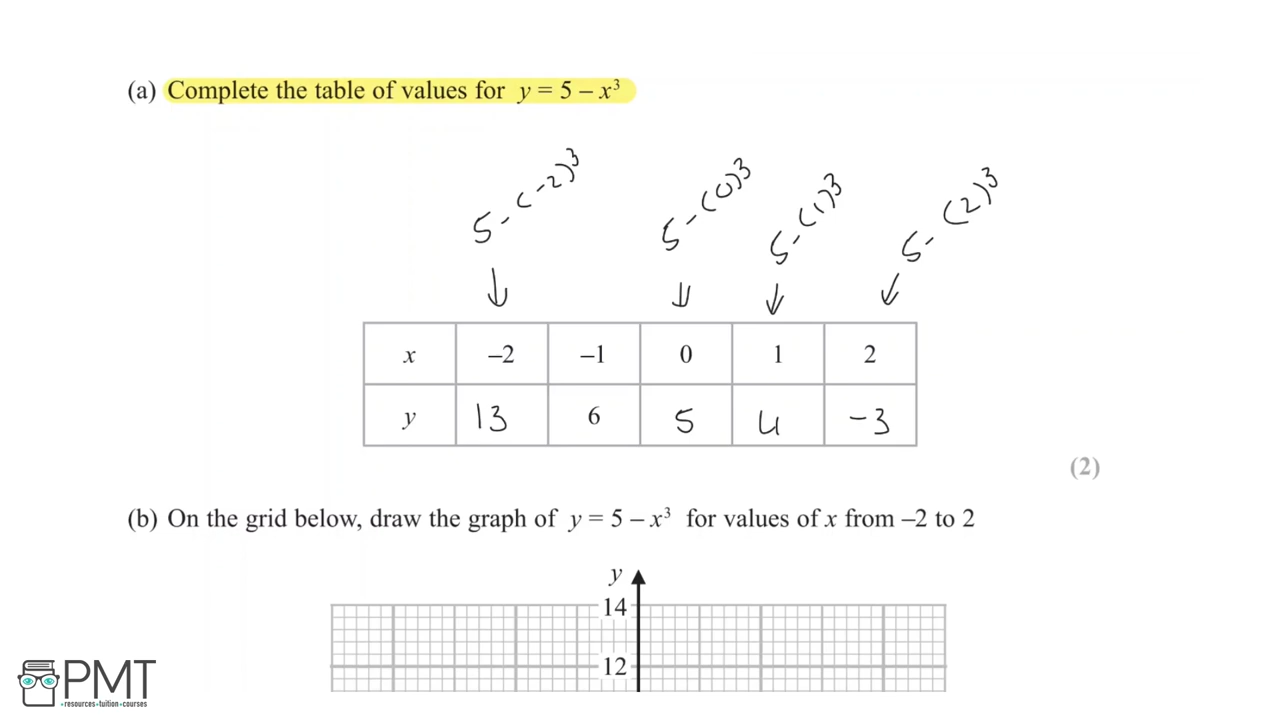 (a) Complete the table of values for y = 5 – x³
5 - (-2)³ 5 - (0)³ 5 - (1)³ 5 - (2)³
x –2 –1 0 1 2
y 13 6 5 4 -3
(2)
(b) On the grid below, draw the graph of y = 5 – x³ for values of x from –2 to 2
y
14
12
PMT
•resources•tuition•courses